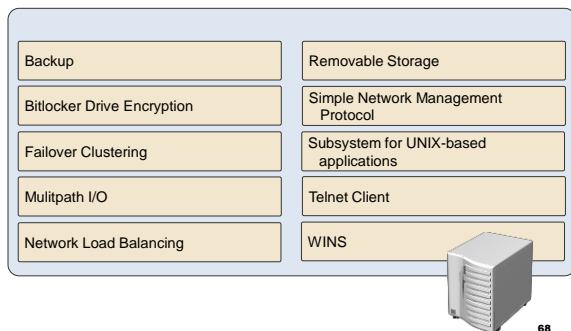 Backup
Bitlocker Drive Encryption
Failover Clustering
Mulitpath I/O
Network Load Balancing
Removable Storage
Simple Network Management
Protocol
Subsystem for UNIX-based
applications
Telnet Client
WINS
68